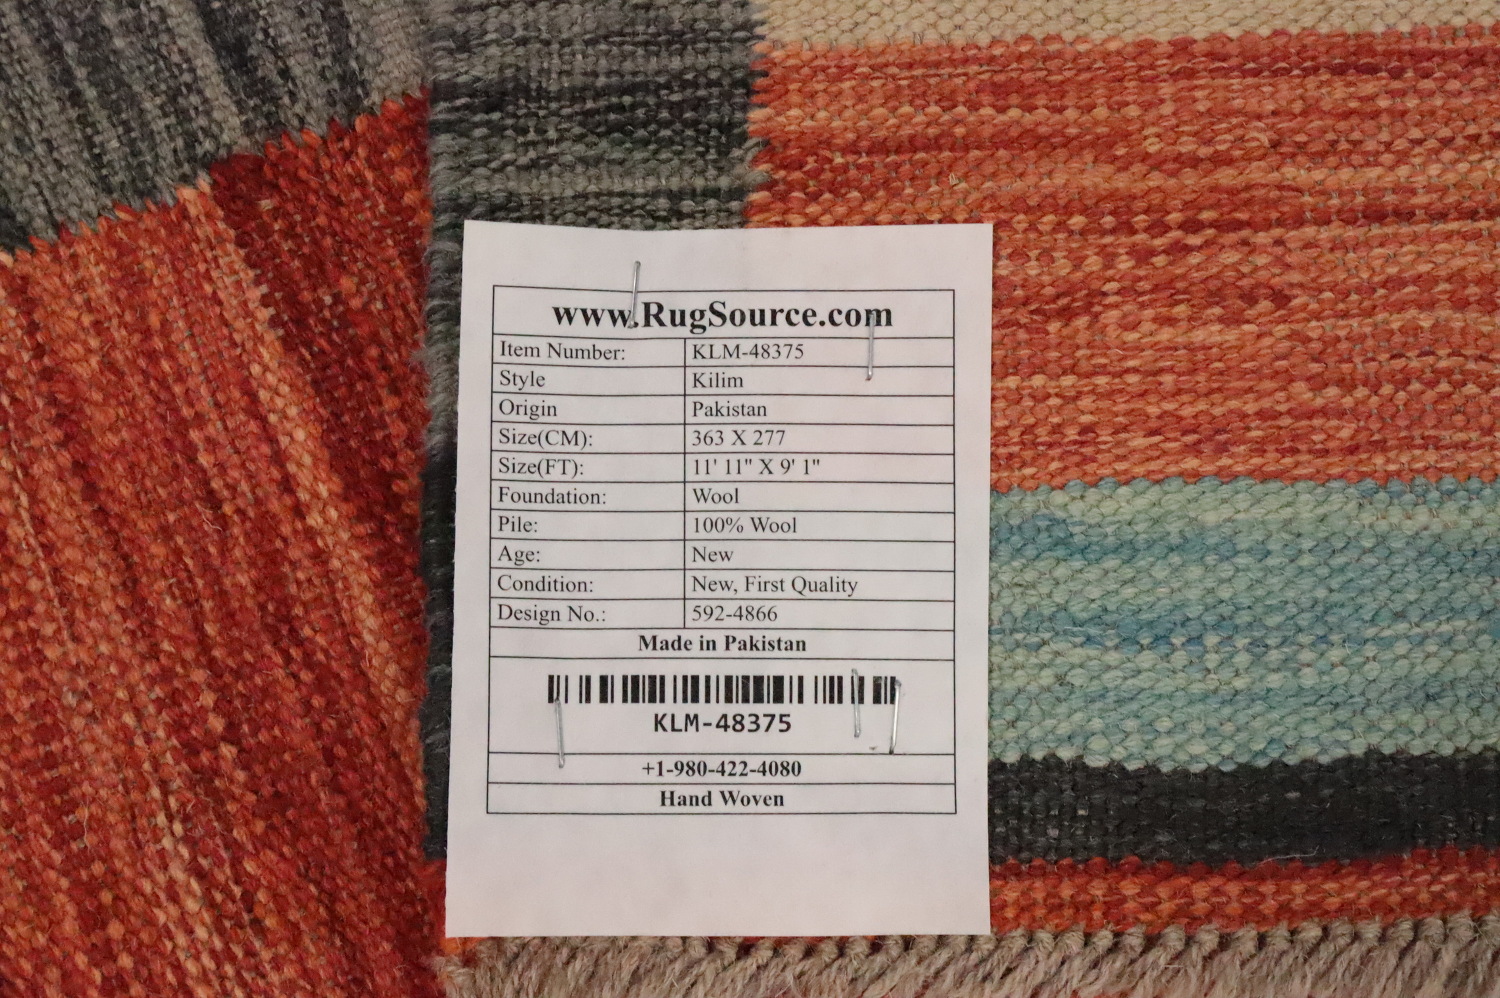 www.RugSource.com
Item Number: KLM-48375
Style Kilim
Origin Pakistan
Size(CM): 363 X 277
Size(FT): 11' 11" X 9' 1"
Foundation: Wool
Pile: 100% Wool
Age: New
Condition: New, First Quality
Design No.: 592-4866
Made in Pakistan
KLM-48375
+1-980-422-4080
Hand Woven